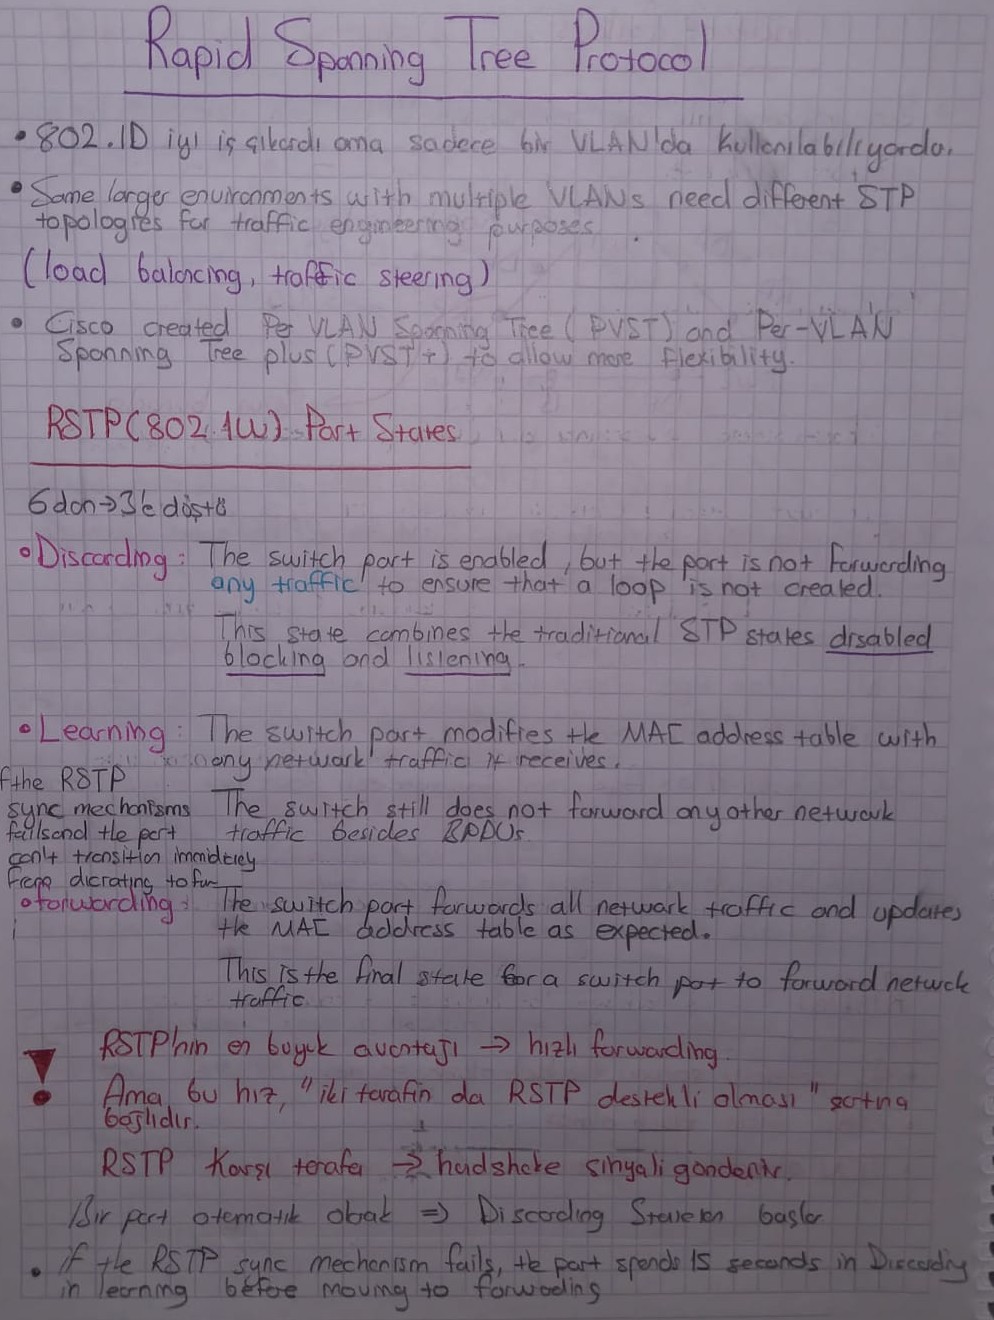 Rapid Spanning Tree Protocol
• 802.1D iyi iş çıkardı ama sadece bir VLAN'da kullanılabiliyordu.
• Some larger environments with multiple VLANs need different STP
topologies for traffic engineering purposes.
(load balancing, traffic steering)
• Cisco created Per VLAN Spanning Tree (PVST) and Per-VLAN
Spanning Tree plus (PVST+) to allow more flexibility.
RSTP (802.1W) Port States
6 dan → 3'e düştü
• Discarding: The switch port is enabled, but the port is not forwarding
any traffic to ensure that a loop is not created.
This state combines the traditional STP states disabled
blocking and listening.
• Learning: The switch port modifies the MAC address table with
any network traffic it receives.
f the RSTP
sync mechanisms The switch still does not forward any other network
fails and the port traffic besides BPDUs.
can't transition
to
• forwarding: The switch port forwards all network traffic and updates
the MAC address table as expected.
This is the final state for a switch port to forward network
traffic
! RSTP'nin en büyük avantajı → hızlı forwarding.
Ama bu hız, "iki tarafın da RSTP destekli olması" şartına
bağlıdır.
RSTP Karşı tarafa → sinyali gönderir.
Bir port otomatik olarak ⇒ Discarding başlar
• if the RSTP sync mechanism fails, the port spends 15 seconds in Discarding
in learning before moving to forwarding